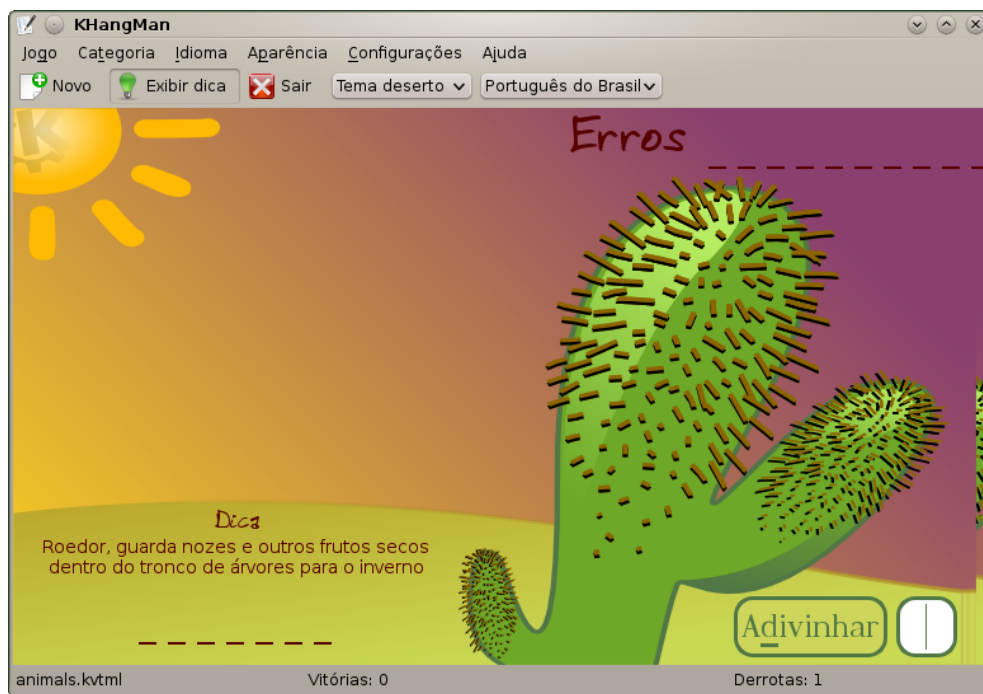 KHangMan
Jogo Categoria Idioma Aparência Configurações Ajuda
Novo Exibir dica Sair Tema deserto Português do Brasil
K
Erros
Dica
Roedor, guarda nozes e outros frutos secos
dentro do tronco de árvores para o inverno
Adivinhar
animals.kvtml Vitórias: 0 Derrotas: 1